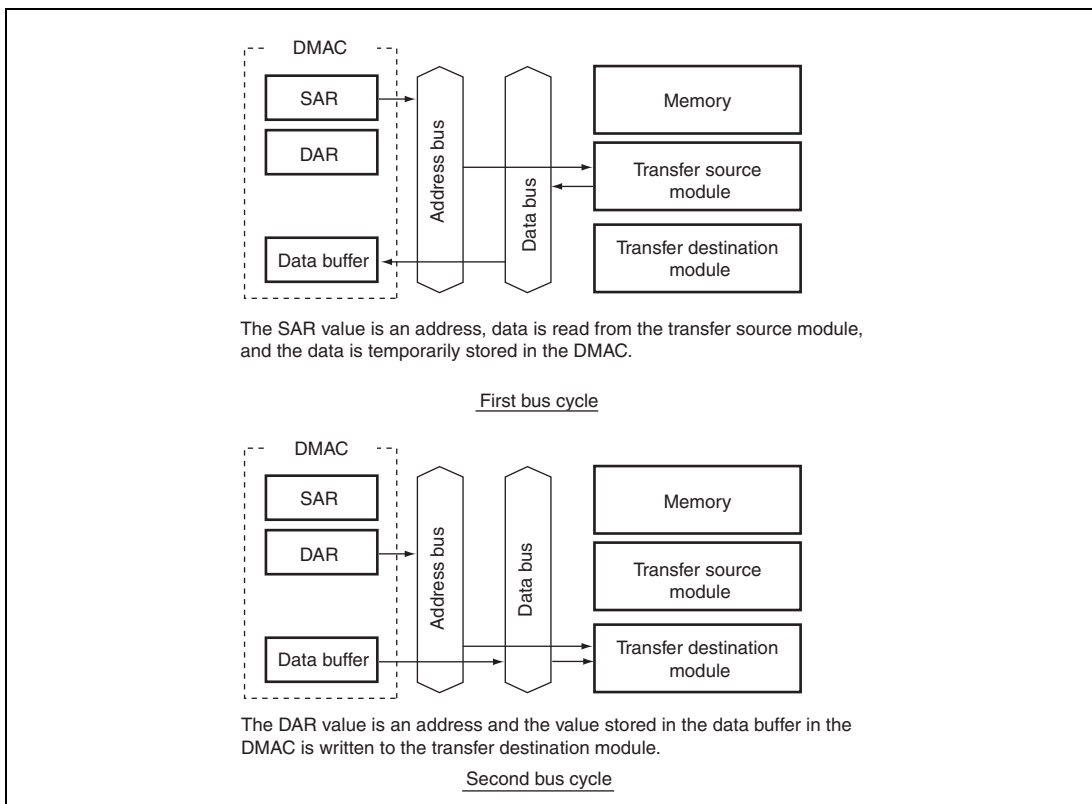 DMAC
SAR
DAR
Data buffer
Address bus
Data bus
Memory
Transfer source
module
Transfer destination
module
The SAR value is an address, data is read from the transfer source module,
and the data is temporarily stored in the DMAC.
First bus cycle
DMAC
SAR
DAR
Data buffer
Address bus
Data bus
Memory
Transfer source
module
Transfer destination
module
The DAR value is an address and the value stored in the data buffer in the
DMAC is written to the transfer destination module.
Second bus cycle